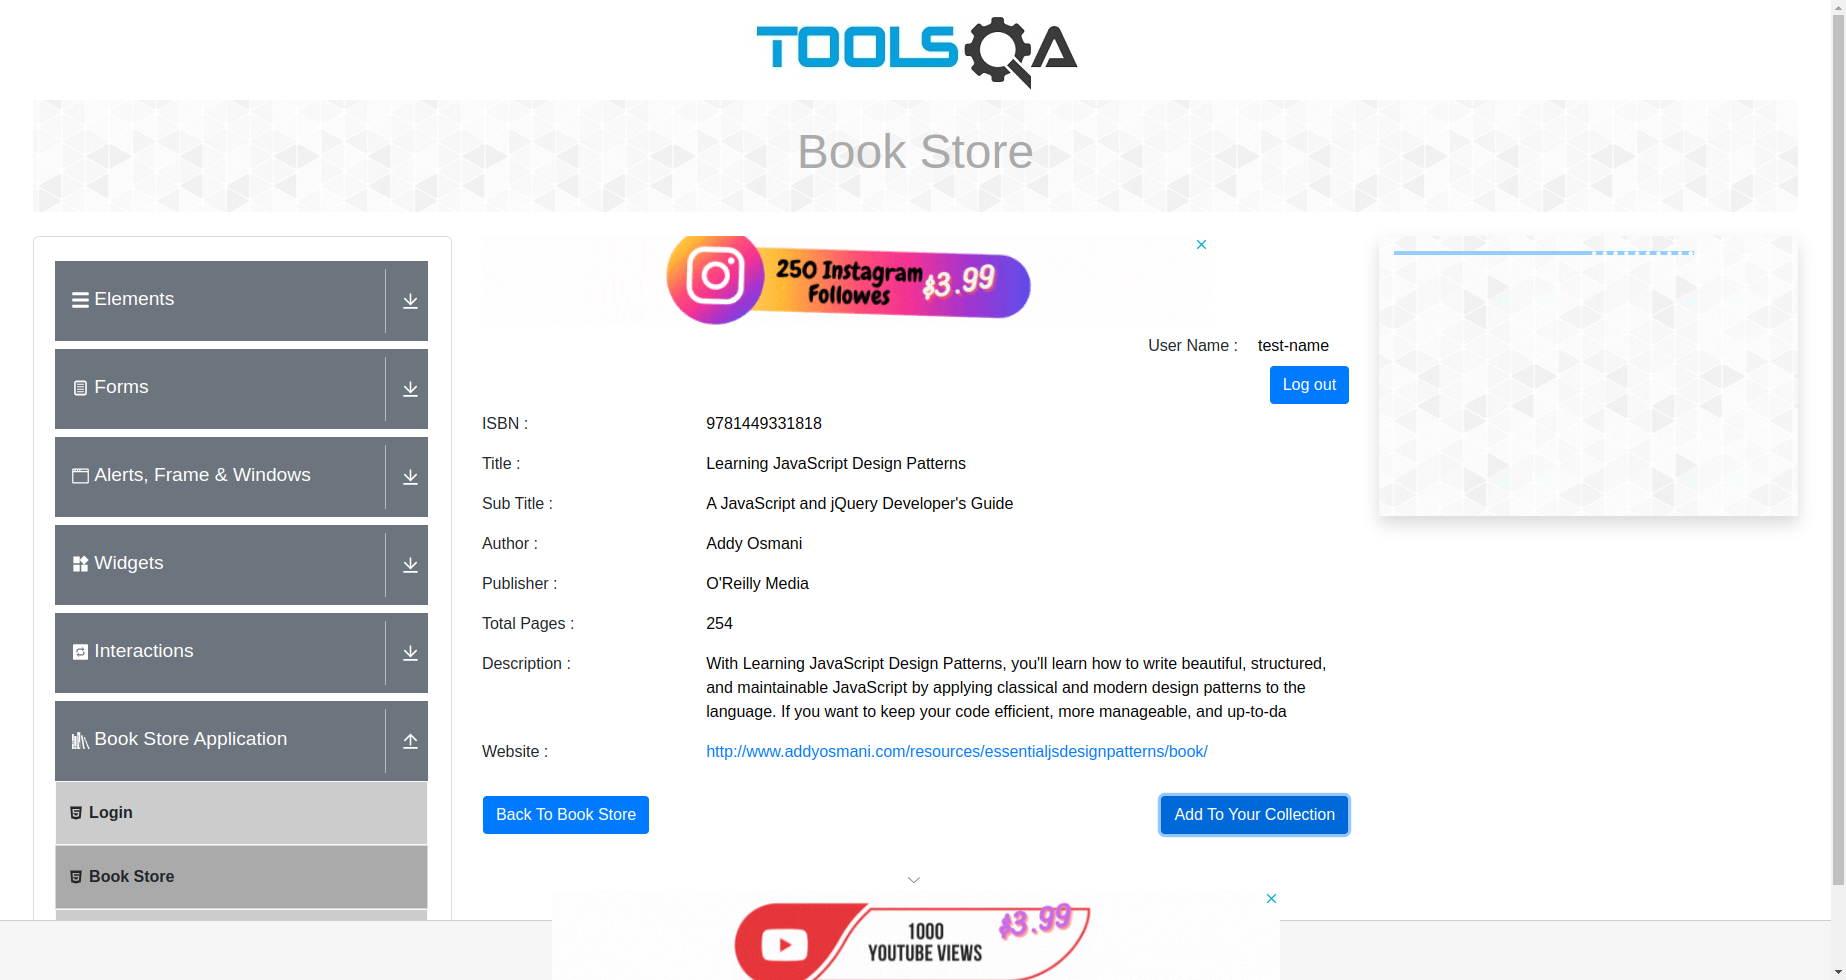 TOOLSQA
Book Store
Elements
Forms
Alerts, Frame & Windows
Widgets
Interactions
Book Store Application
Login
Book Store
250 Instagram
Followes
$3.99
User Name : test-name
Log out
ISBN : 9781449331818
Title : Learning JavaScript Design Patterns
Sub Title : A JavaScript and jQuery Developer's Guide
Author : Addy Osmani
Publisher : O'Reilly Media
Total Pages : 254
Description : With Learning JavaScript Design Patterns, you'll learn how to write beautiful, structured,
and maintainable JavaScript by applying classical and modern design patterns to the
language. If you want to keep your code efficient, more manageable, and up-to-da
Website : http://www.addyosmani.com/resources/essentialjsdesignpatterns/book/
Back To Book Store
Add To Your Collection
1000
YOUTUBE VIEWS
$3.99